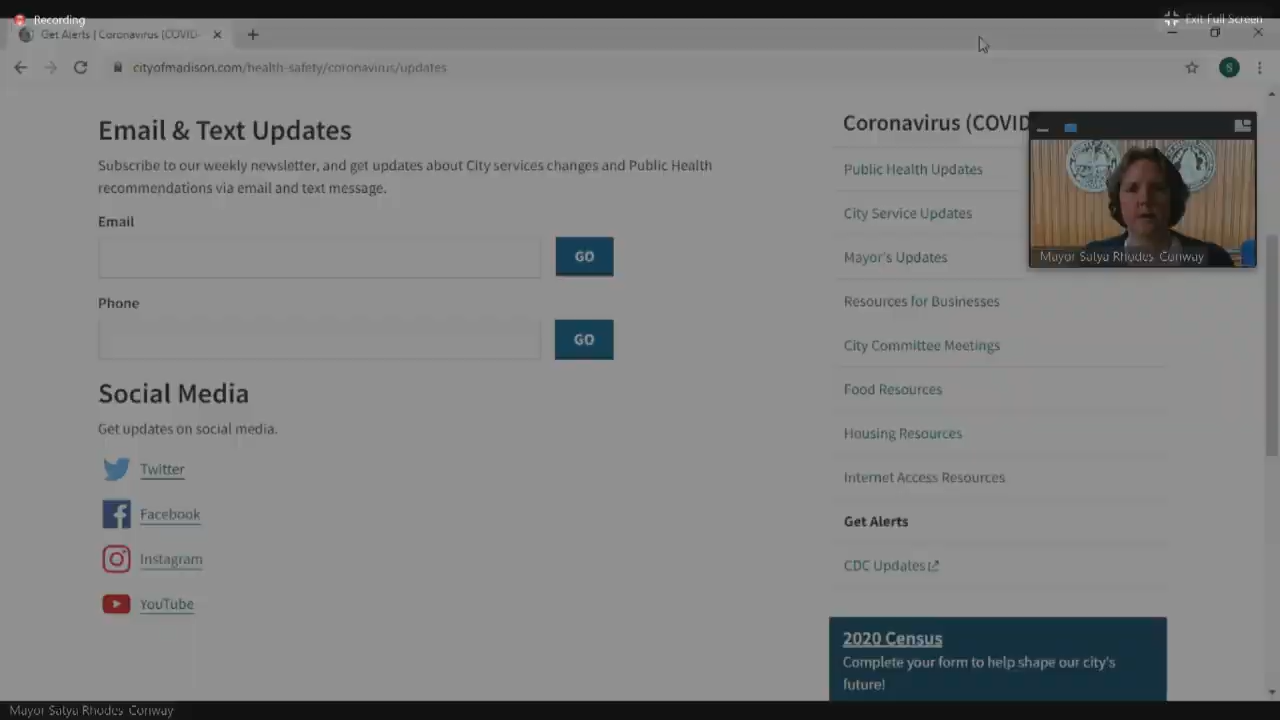 Recording
Exit Full Screen
Get Alerts | Coronavirus (COVID-
cityofmadison.com/health-safety/coronavirus/updates
Email & Text Updates
Subscribe to our weekly newsletter, and get updates about City services changes and Public Health
recommendations via email and text message.
Email
GO
Phone
GO
Social Media
Get updates on social media.
Twitter
Facebook
Instagram
YouTube
Coronavirus (COVID
Public Health Updates
City Service Updates
Mayor's Updates
Resources for Businesses
City Committee Meetings
Food Resources
Housing Resources
Internet Access Resources
Get Alerts
CDC Updates
2020 Census
Complete your form to help shape our city's
future!
S
Mayor Satya Rhodes-Conway
Mayor Satya Rhodes-Conway